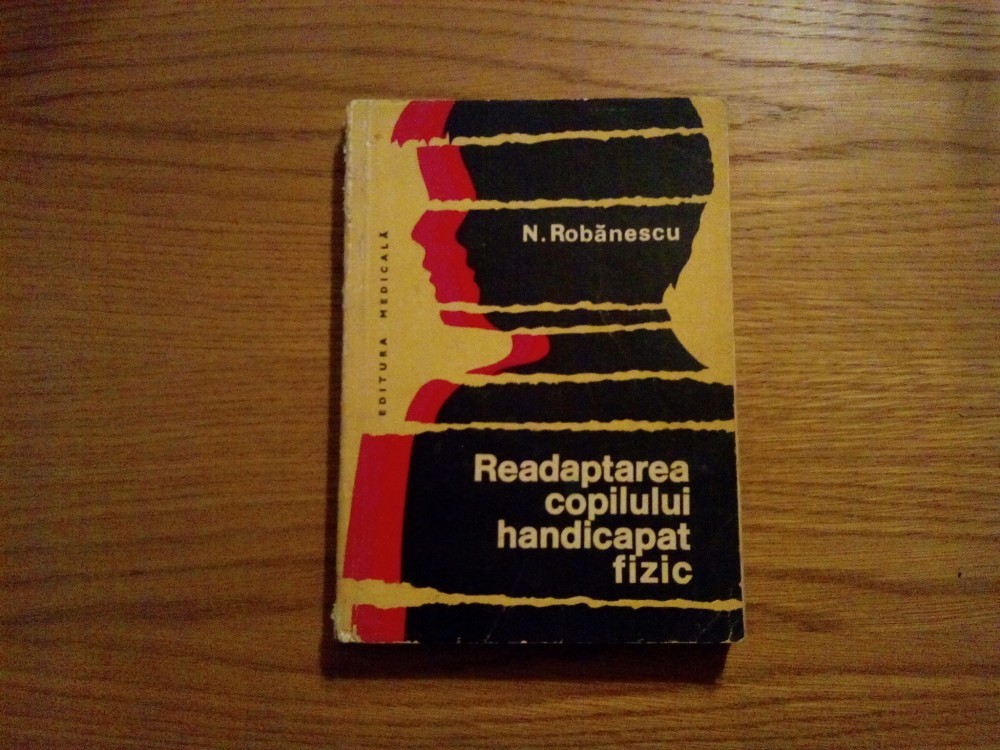 N. Robănescu
EDITURA MEDICALĂ
Readaptarea
copilului
handicapat
fizic